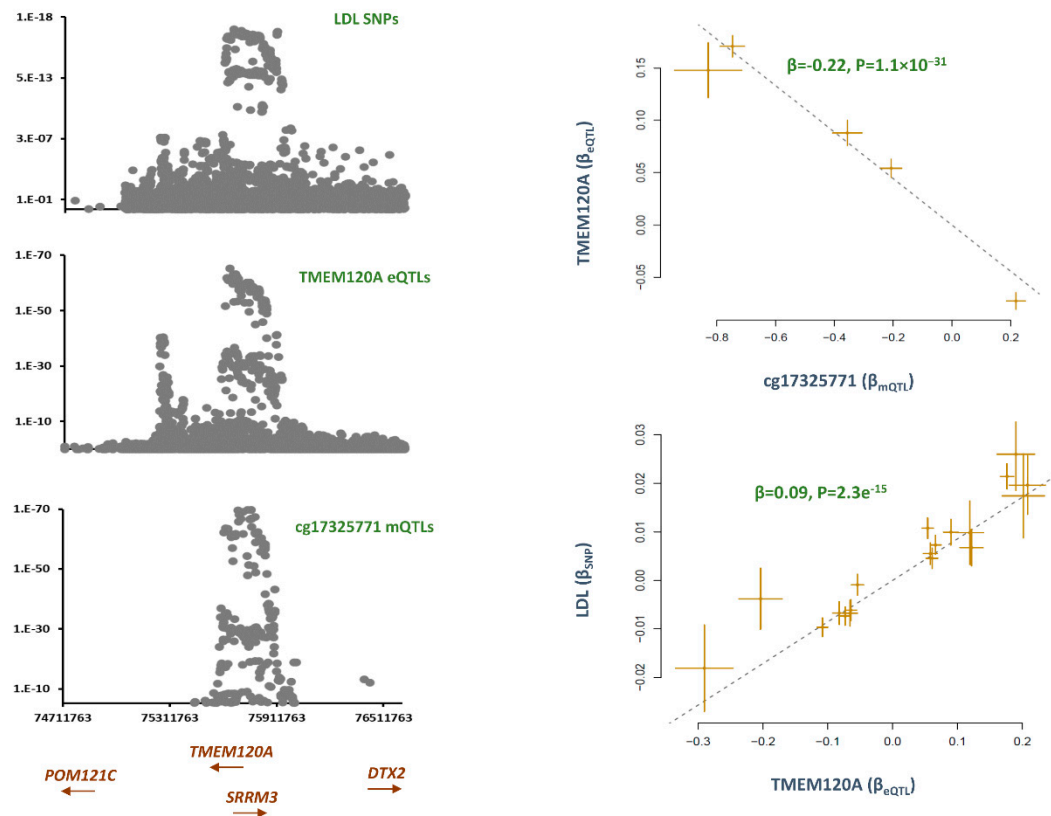 LDL SNPs
1.E-18
5.E-13
3.E-07
1.E-01
TMEM120A eQTLs
1.E-70
1.E-50
1.E-30
1.E-10
cg17325771 mQTLs
1.E-70
1.E-50
1.E-30
1.E-10
74711763 75311763 75911763 76511763
TMEM120A
POM121C
DTX2
SRRM3
β=-0.22, P=1.1×10⁻³¹
TMEM120A (βeQTL)
0.15
0.10
0.05
0.00
−0.05
−0.8 −0.6 −0.4 −0.2 0.0 0.2
cg17325771 (βmQTL)
β=0.09, P=2.3e⁻¹⁵
LDL (βSNP)
0.03
0.02
0.01
0.00
−0.01
−0.02
−0.3 −0.2 −0.1 0.0 0.1 0.2
TMEM120A (βeQTL)